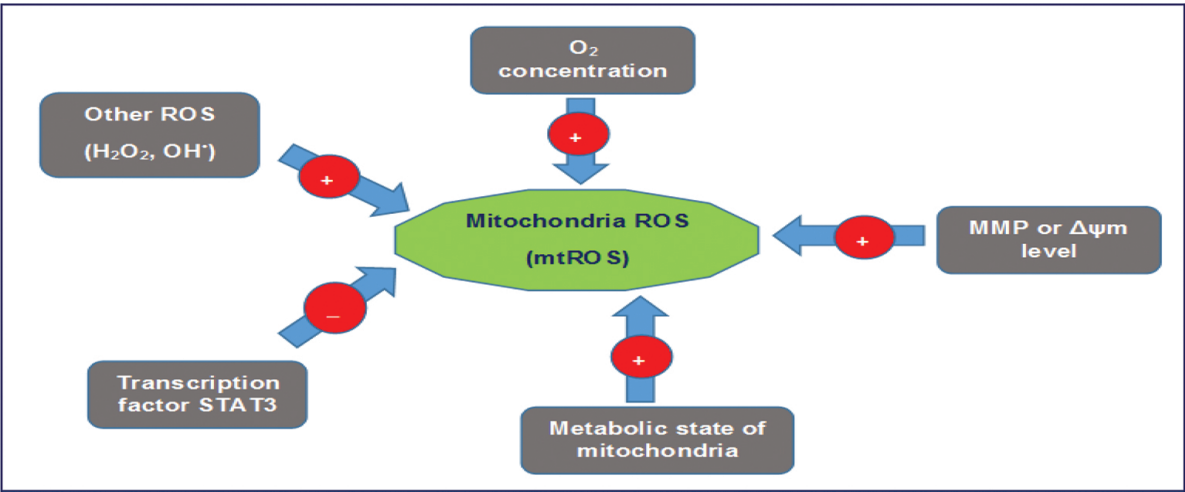 O₂
concentration
+
Other ROS
(H₂O₂, OH•)
+
Mitochondria ROS
(mtROS)
MMP or Δψm
level
+
_
Transcription
factor STAT3
+
Metabolic state of
mitochondria